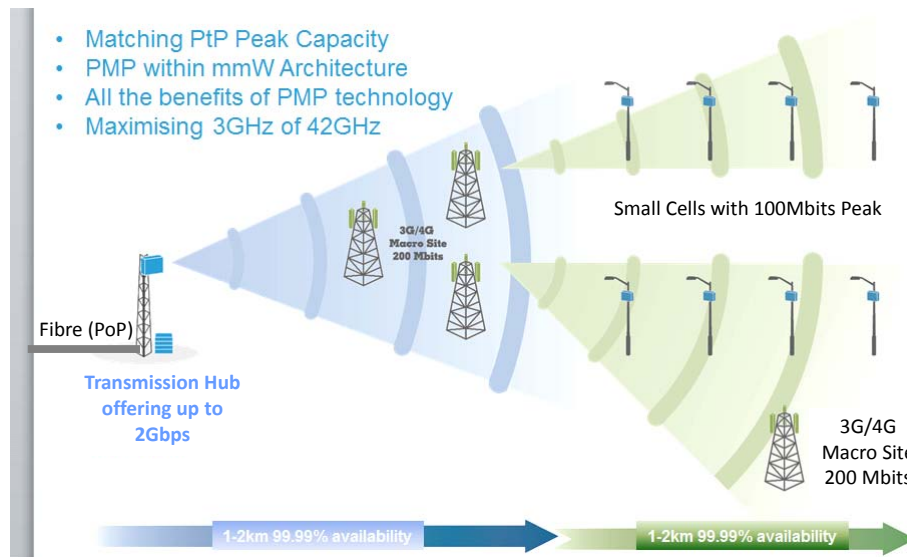 • Matching PtP Peak Capacity
• PMP within mmW Architecture
• All the benefits of PMP technology
• Maximising 3GHz of 42GHz
3G/4G
Macro Site
200 Mbits
Small Cells with 100Mbits Peak
Fibre (PoP)
Transmission Hub
offering up to
2Gbps
3G/4G
Macro Site
200 Mbits
1-2km 99.99% availability
1-2km 99.99% availability